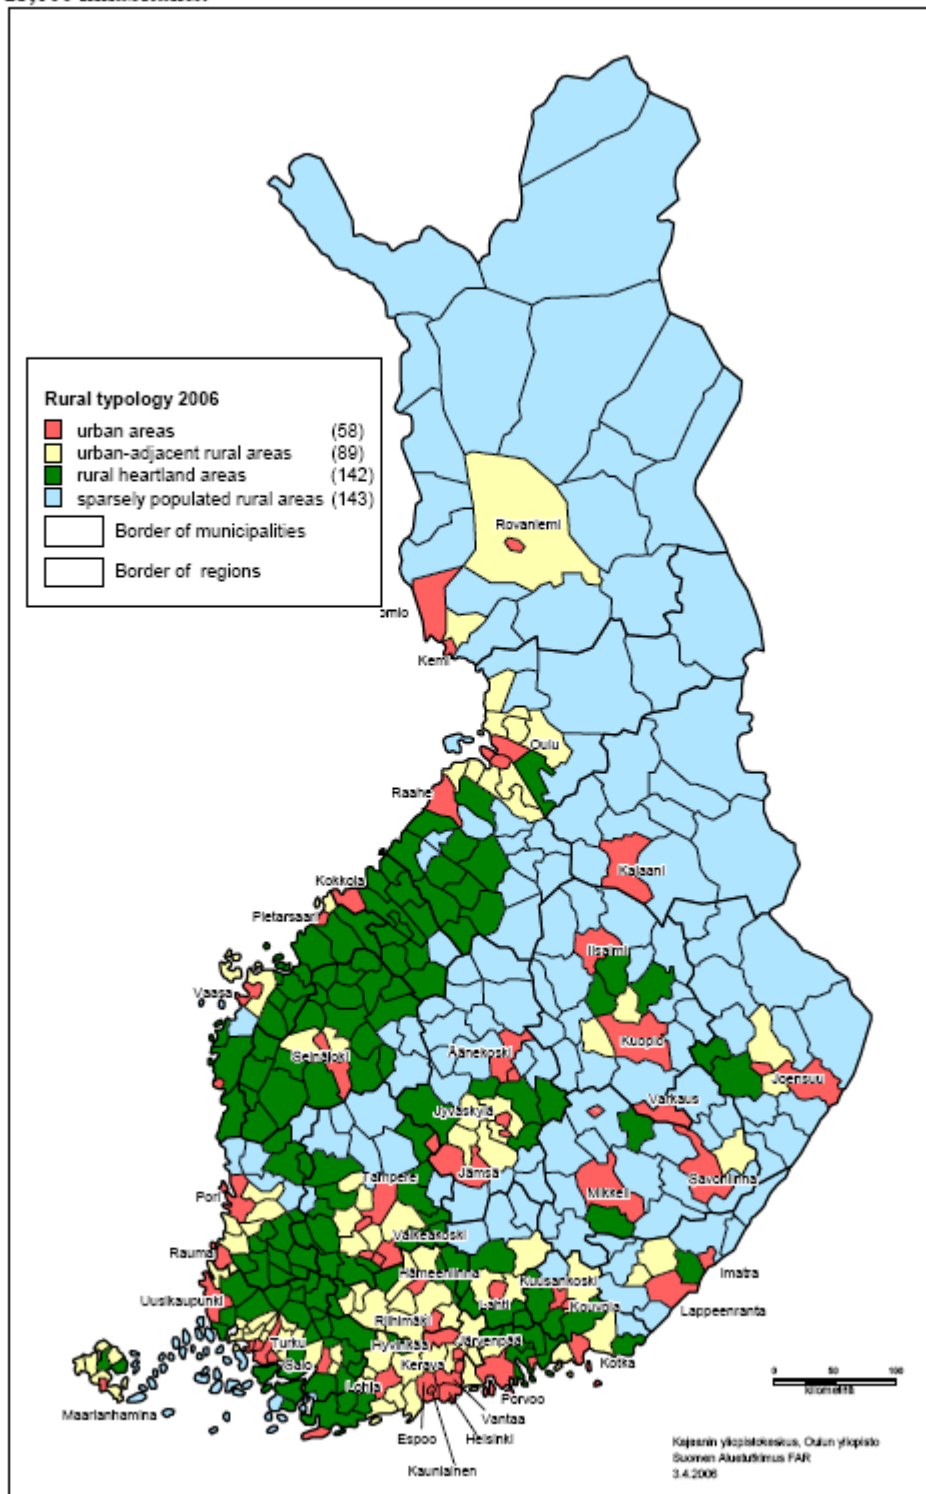 Rural typology 2006
urban areas (58)
urban-adjacent rural areas (89)
rural heartland areas (142)
sparsely populated rural areas (143)
Border of municipalities
Border of regions
Rovaniemi
ornio
Kemi
Oulu
Raahe
Kajaani
Kokkola
Pietarsaari
Iisalmi
Vaasa
Kuopio
Seinäjoki
Äänekoski
Joensuu
Varkaus
Jyväskylä
Jämsä
Tampere
Savonlinna
Mikkeli
Pori
Valkeakoski
Rauma
Hämeenlinna
Kuusankoski
Imatra
Uusikaupunki
Lahti
Kouvola
Lappeenranta
Riihimäki
Turku
Hyvinkää
Järvenpää
Salo
Kerava
Kotka
Lohja
Porvoo
Maarianhamina
Vantaa
Espoo
Helsinki
Kauniainen
0 50 100
kilometriä
Kajaanin yliopistokeskus, Oulun yliopisto
Suomen Aluetutkimus FAR
3.4.2006